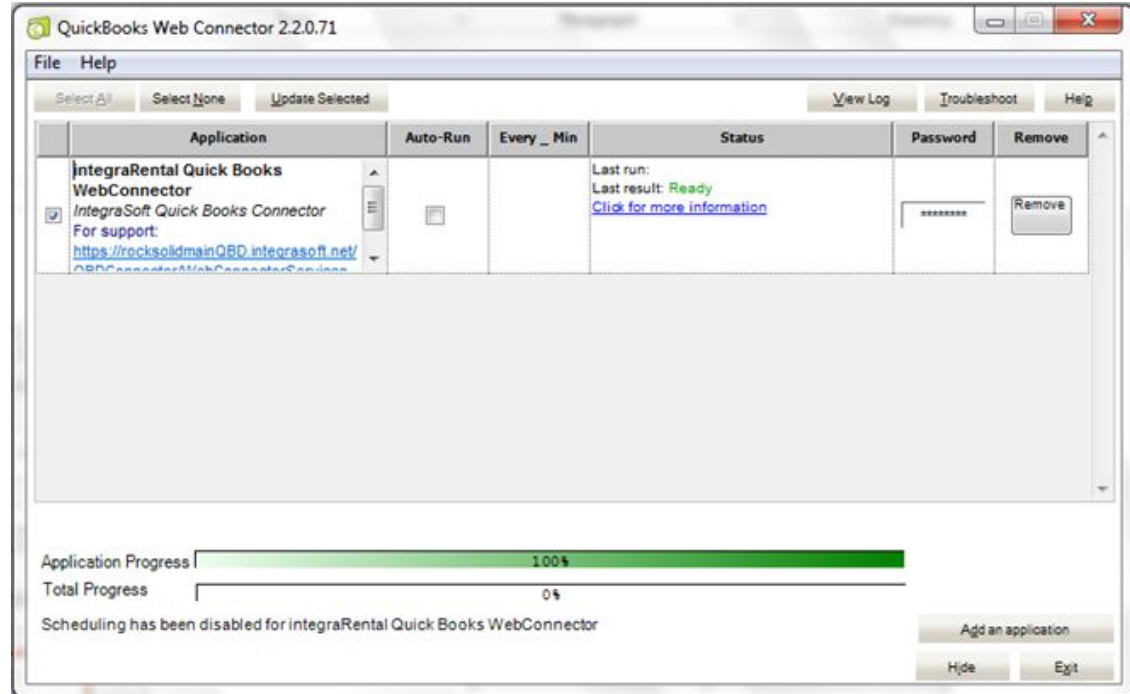 QuickBooks Web Connector 2.2.0.71
File Help
Select All Select None Update Selected View Log Troubleshoot Help
Application Auto-Run Every _ Min Status Password Remove
integraRental Quick Books
WebConnector
IntegraSoft Quick Books Connector
For support:
https://rocksolidmainQBD.integrasoft.net/
QBDConnector/WebConnectorServices
Last run:
Last result: Ready
Click for more information
********
Remove
Application Progress 100%
Total Progress 0%
Scheduling has been disabled for integraRental Quick Books WebConnector
Add an application
Hide Exit